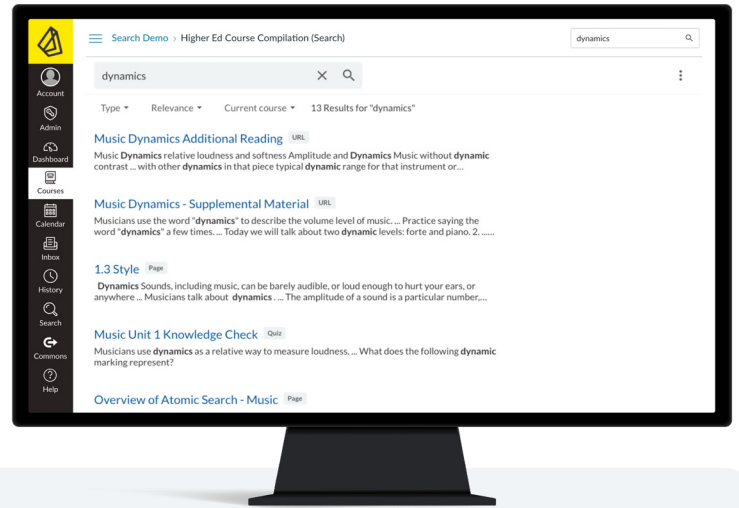 Search Demo > Higher Ed Course Compilation (Search)
dynamics
dynamics
Type
Relevance
Current course
13 Results for "dynamics"
Account
Admin
Dashboard
Courses
Calendar
Inbox
History
Search
Commons
Help
Music Dynamics Additional Reading URL
Music Dynamics relative loudness and softness Amplitude and Dynamics Music without dynamic
contrast ... with other dynamics in that piece typical dynamic range for that instrument or...
Music Dynamics - Supplemental Material URL
Musicians use the word "dynamics" to describe the volume level of music. ... Practice saying the
word "dynamics" a few times. ... Today we will talk about two dynamic levels: forte and piano. 2. ......
1.3 Style Page
Dynamics Sounds, including music, can be barely audible, or loud enough to hurt your ears, or
anywhere ... Musicians talk about dynamics . ... The amplitude of a sound is a particular number,...
Music Unit 1 Knowledge Check Quiz
Musicians use dynamics as a relative way to measure loudness. ... What does the following dynamic
marking represent?
Overview of Atomic Search - Music Page